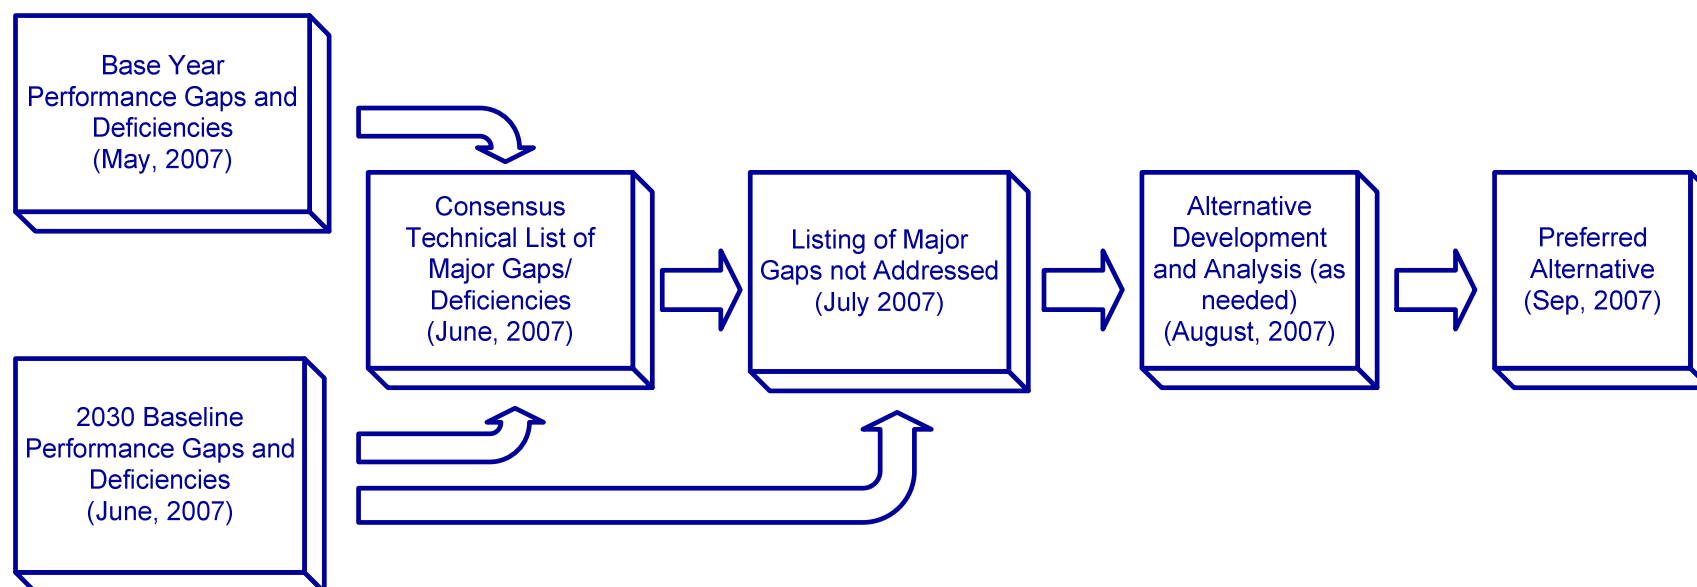 Base Year
Performance Gaps and
Deficiencies
(May, 2007)
2030 Baseline
Performance Gaps and
Deficiencies
(June, 2007)
Consensus
Technical List of
Major Gaps/
Deficiencies
(June, 2007)
Listing of Major
Gaps not Addressed
(July 2007)
Alternative
Development
and Analysis (as
needed)
(August, 2007)
Preferred
Alternative
(Sep, 2007)